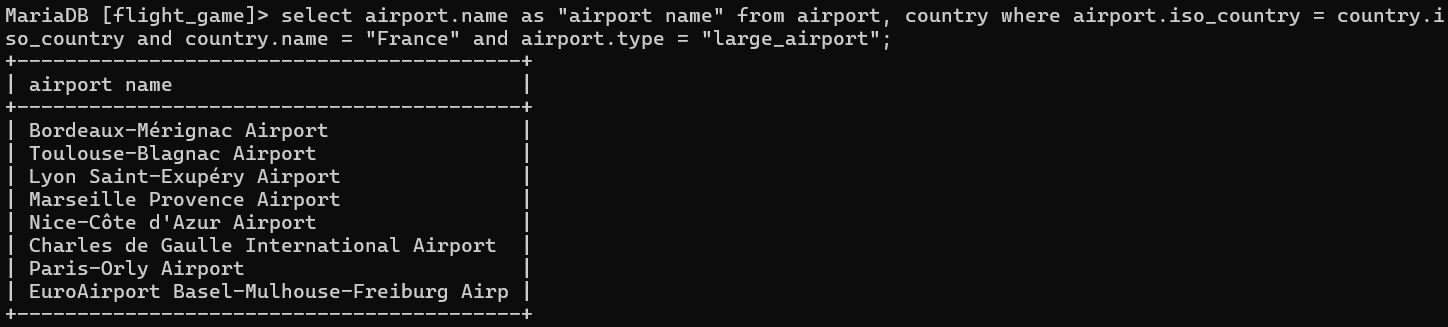 MariaDB [flight_game]> select airport.name as "airport name" from airport, country where airport.iso_country = country.i
so_country and country.name = "France" and airport.type = "large_airport";
+------------------------------------------+
| airport name                             |
+------------------------------------------+
| Bordeaux-Mérignac Airport                |
| Toulouse-Blagnac Airport                 |
| Lyon Saint-Exupéry Airport               |
| Marseille Provence Airport               |
| Nice-Côte d'Azur Airport                 |
| Charles de Gaulle International Airport  |
| Paris-Orly Airport                       |
| EuroAirport Basel-Mulhouse-Freiburg Airp |
+------------------------------------------+